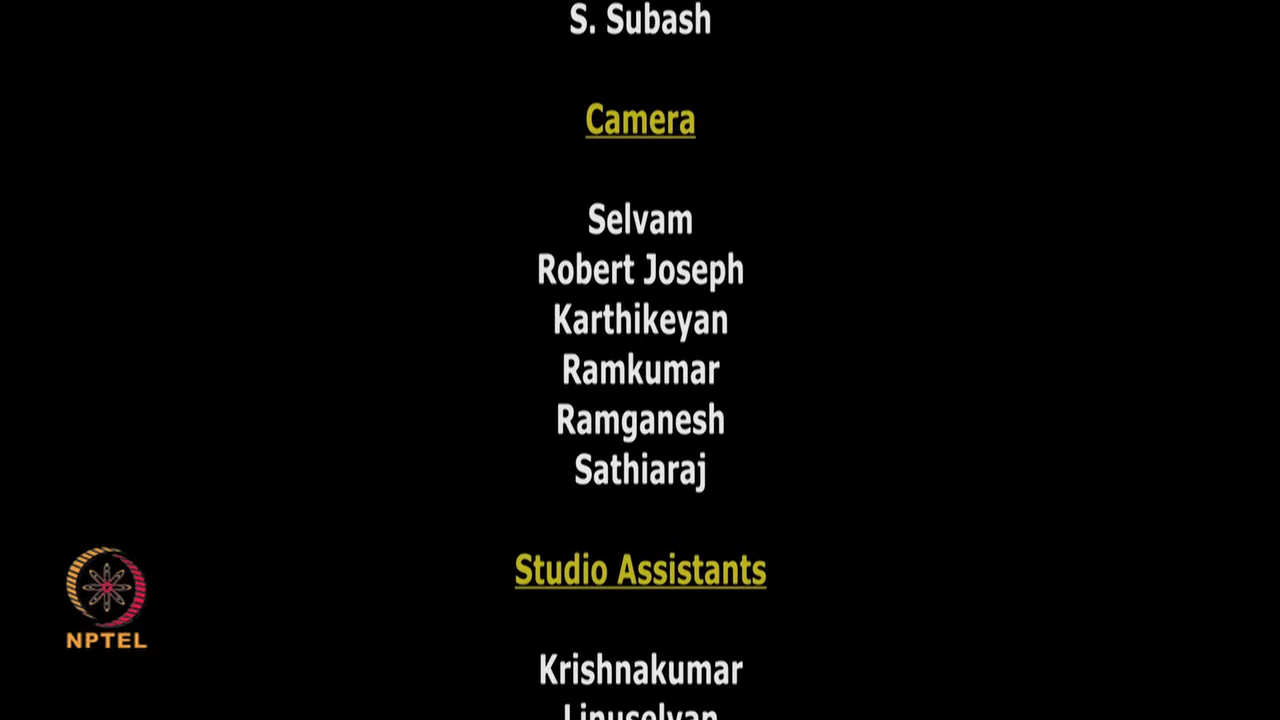 S. Subash
Camera
Selvam
Robert Joseph
Karthikeyan
Ramkumar
Ramganesh
Sathiaraj
Studio Assistants
NPTEL
Krishnakumar